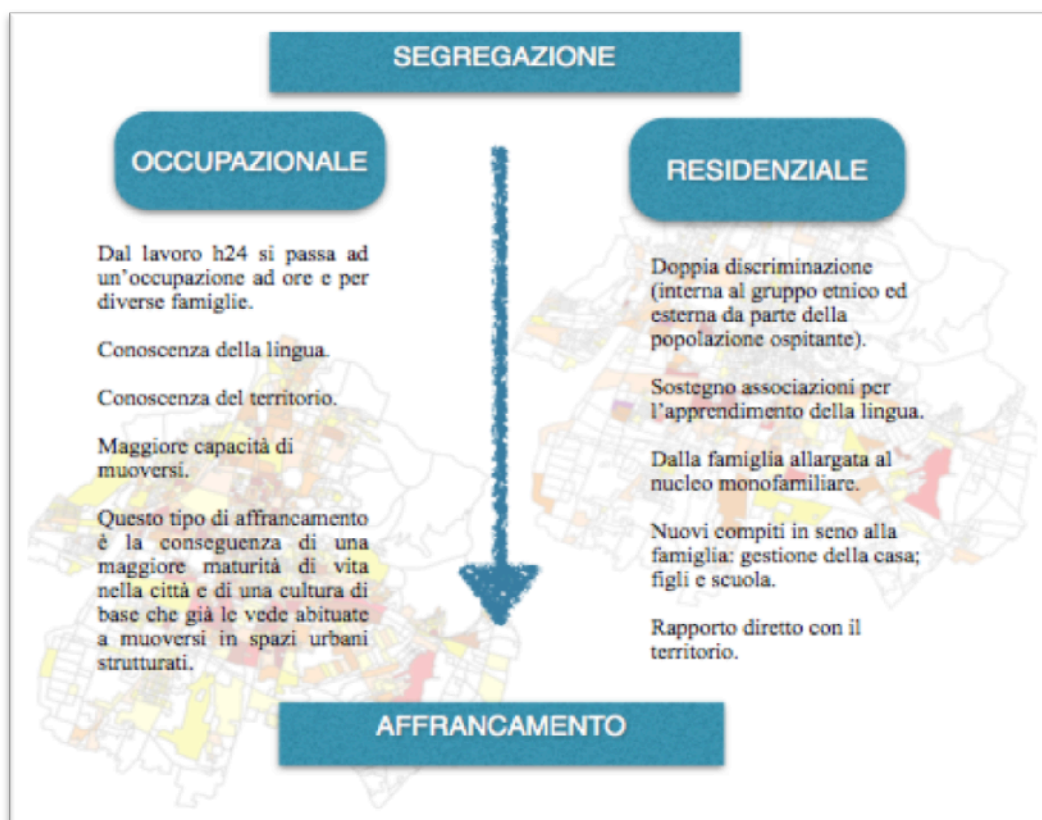 SEGREGAZIONE
OCCUPAZIONALE
Dal lavoro h24 si passa ad
un'occupazione ad ore e per
diverse famiglie.
Conoscenza della lingua.
Conoscenza del territorio.
Maggiore capacità di
muoversi.
Questo tipo di affrancamento
è la conseguenza di una
maggiore maturità di vita
nella città e di una cultura di
base che già le vede abituate
a muoversi in spazi urbani
strutturati.
RESIDENZIALE
Doppia discriminazione
(interna al gruppo etnico ed
esterna da parte della
popolazione ospitante).
Sostegno associazioni per
l'apprendimento della lingua.
Dalla famiglia allargata al
nucleo monofamiliare.
Nuovi compiti in seno alla
famiglia: gestione della casa;
figli e scuola.
Rapporto diretto con il
territorio.
AFFRANCAMENTO